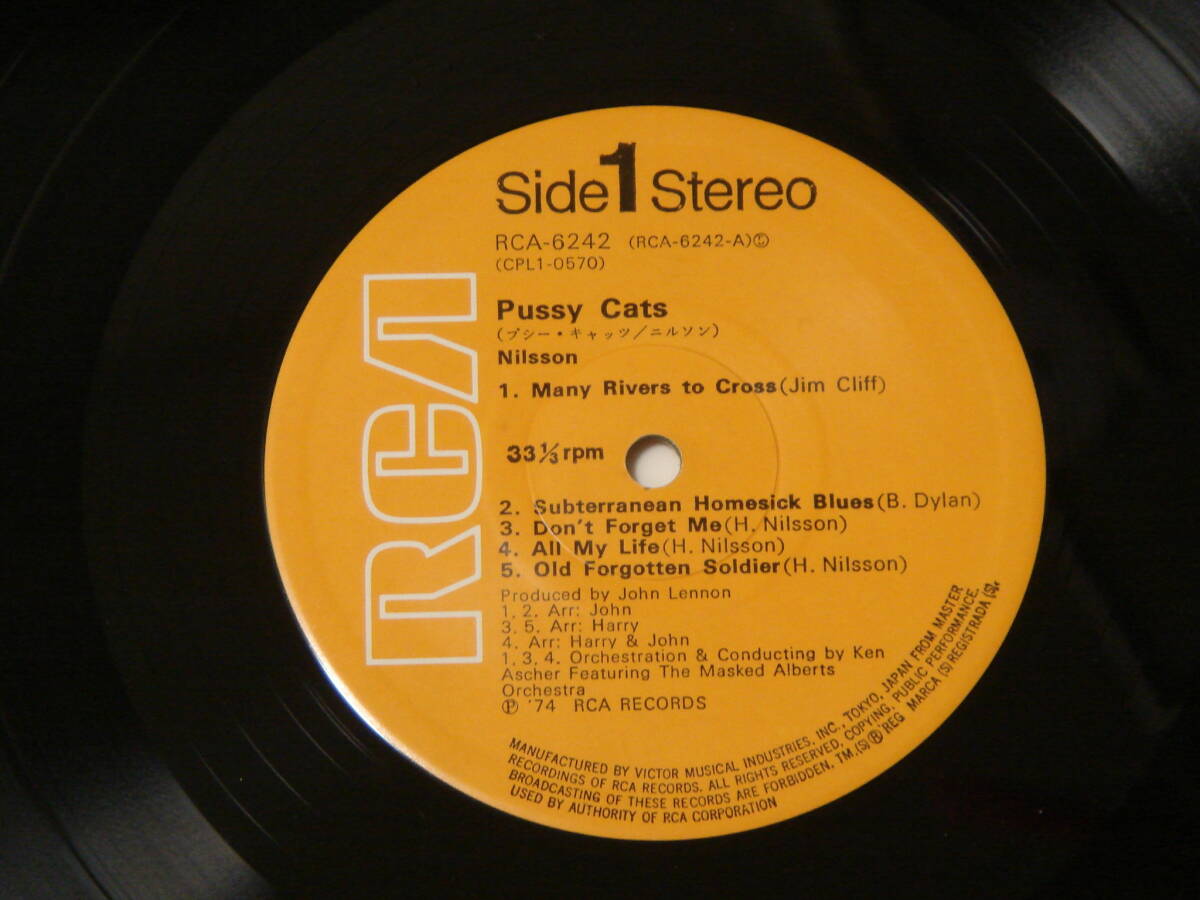 Side 1 Stereo
RCA-6242 (RCA-6242-A)Ⓛ
(CPL1-0570)
RCA
Pussy Cats
(プシー・キャッツ/ニルソン)
Nilsson
1. Many Rivers to Cross(Jim Cliff)
33 1/3 rpm
2. Subterranean Homesick Blues(B. Dylan)
3. Don't Forget Me(H. Nilsson)
4. All My Life(H. Nilsson)
5. Old Forgotten Soldier(H. Nilsson)
Produced by John Lennon
1. 2. Arr: John
3. 5. Arr: Harry
4. Arr: Harry & John
1. 3. 4. Orchestration & Conducting by Ken
Ascher Featuring The Masked Alberts
Orchestra
Ⓟ '74 RCA RECORDS
MANUFACTURED BY VICTOR MUSICAL INDUSTRIES, INC., TOKYO, JAPAN FROM MASTER
RECORDINGS OF RCA RECORDS. ALL RIGHTS RESERVED, COPYING, PUBLIC PERFORMANCE,
BROADCASTING OF THESE RECORDS ARE FORBIDDEN. TM.(S) ® REG MARCA (S) REGISTRADA (S),
USED BY AUTHORITY OF RCA CORPORATION